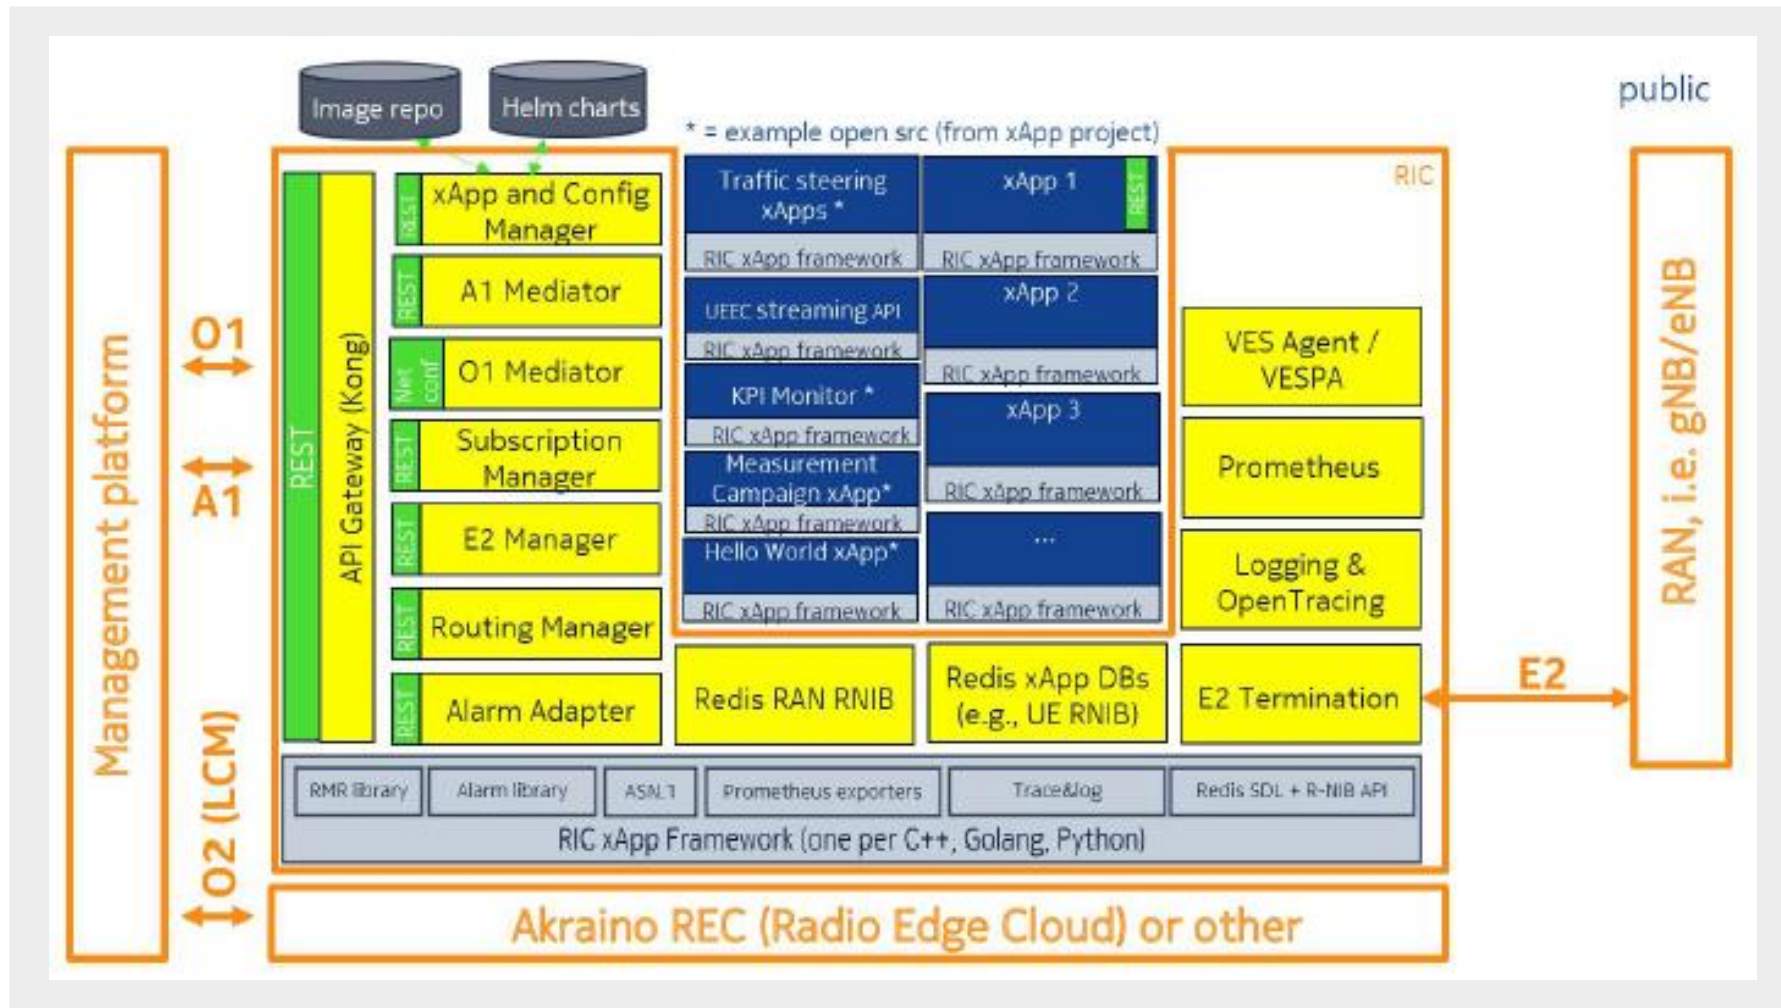 public
Image repo
Helm charts
* = example open src (from xApp project)
RIC
Management platform
O1
A1
O2 (LCM)
REST
API Gateway (Kong)
REST
xApp and Config
Manager
REST
A1 Mediator
Net
conf
O1 Mediator
REST
Subscription
Manager
REST
E2 Manager
REST
Routing Manager
REST
Alarm Adapter
Traffic steering
xApps *
RIC xApp framework
UEEC streaming API
RIC xApp framework
KPI Monitor *
RIC xApp framework
Measurement
Campaign xApp*
RIC xApp framework
Hello World xApp*
RIC xApp framework
xApp 1
REST
RIC xApp framework
xApp 2
RIC xApp framework
xApp 3
RIC xApp framework
...
RIC xApp framework
VES Agent /
VESPA
Prometheus
Logging &
OpenTracing
Redis RAN RNIB
Redis xApp DBs
(e.g., UE RNIB)
E2 Termination
E2
RAN, i.e. gNB/eNB
RMR library
Alarm library
ASN.1
Prometheus exporters
Trace&log
Redis SDL + R-NIB API
RIC xApp Framework (one per C++, Golang, Python)
Akraino REC (Radio Edge Cloud) or other